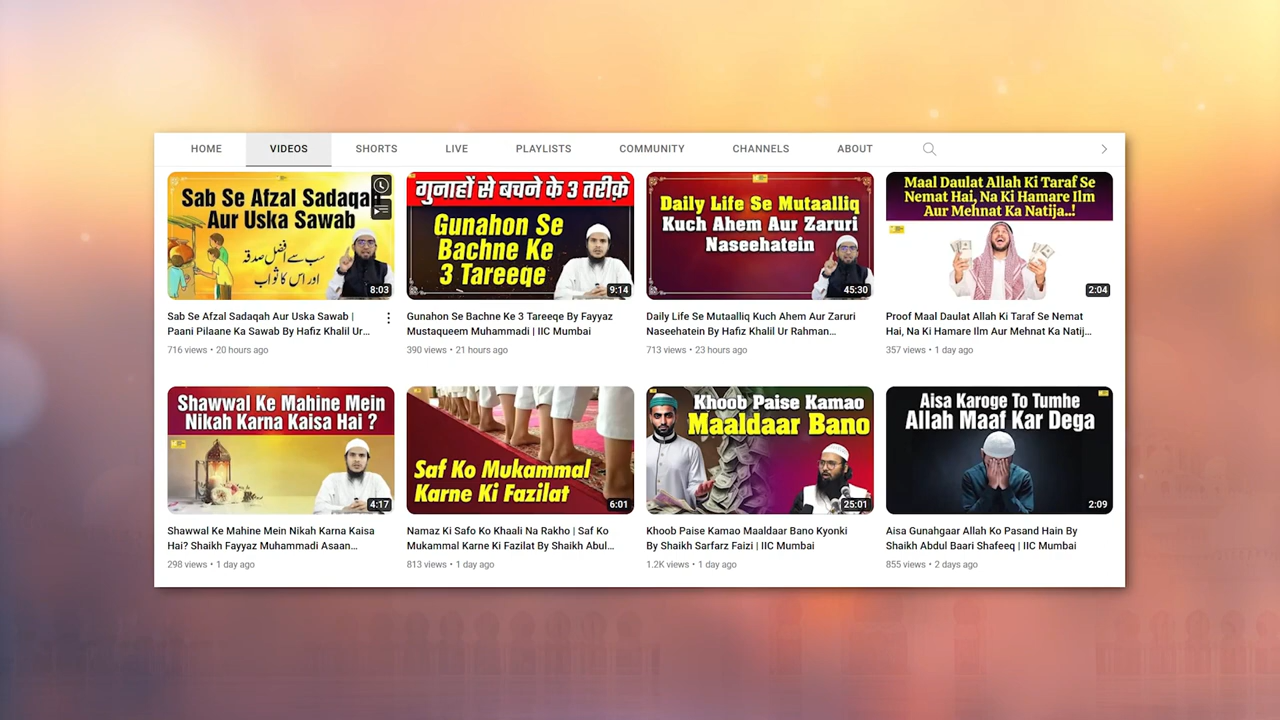 HOME VIDEOS SHORTS LIVE PLAYLISTS COMMUNITY CHANNELS ABOUT
Sab Se Afzal Sadaqah
Aur Uska Sawab
سب سے افضل صدقہ
اور اس کا ثواب
8:03
Sab Se Afzal Sadaqah Aur Uska Sawab |
Paani Pilaane Ka Sawab By Hafiz Khalil Ur...
716 views • 20 hours ago
गुनाहों से बचने के 3 तरीक़े
Gunahon Se
Bachne Ke
3 Tareeqe
9:14
Gunahon Se Bachne Ke 3 Tareeqe By Fayyaz
Mustaqueem Muhammadi | IIC Mumbai
390 views • 21 hours ago
Daily Life Se Mutaalliq
Kuch Ahem Aur Zaruri
Naseehatein
45:30
Daily Life Se Mutaalliq Kuch Ahem Aur Zaruri
Naseehatein By Hafiz Khalil Ur Rahman...
713 views • 23 hours ago
Maal Daulat Allah Ki Taraf Se
Nemat Hai, Na Ki Hamare Ilm
Aur Mehnat Ka Natija..!
2:04
Proof Maal Daulat Allah Ki Taraf Se Nemat
Hai, Na Ki Hamare Ilm Aur Mehnat Ka Natij...
357 views • 1 day ago
Shawwal Ke Mahine Mein
Nikah Karna Kaisa Hai ?
4:17
Shawwal Ke Mahine Mein Nikah Karna Kaisa
Hai? Shaikh Fayyaz Muhammadi Asaan...
298 views • 1 day ago
Saf Ko Mukammal
Karne Ki Fazilat
6:01
Namaz Ki Safo Ko Khaali Na Rakho | Saf Ko
Mukammal Karne Ki Fazilat By Shaikh Abul...
813 views • 1 day ago
Khoob Paise Kamao
Maaldaar Bano
25:01
Khoob Paise Kamao Maaldaar Bano Kyonki
By Shaikh Sarfarz Faizi | IIC Mumbai
1.2K views • 1 day ago
Aisa Karoge To Tumhe
Allah Maaf Kar Dega
2:09
Aisa Gunahgaar Allah Ko Pasand Hain By
Shaikh Abdul Baari Shafeeq | IIC Mumbai
855 views • 2 days ago